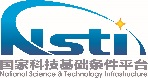 Nsti
国家科技基础条件平台
National Science & Technology Infrastructure